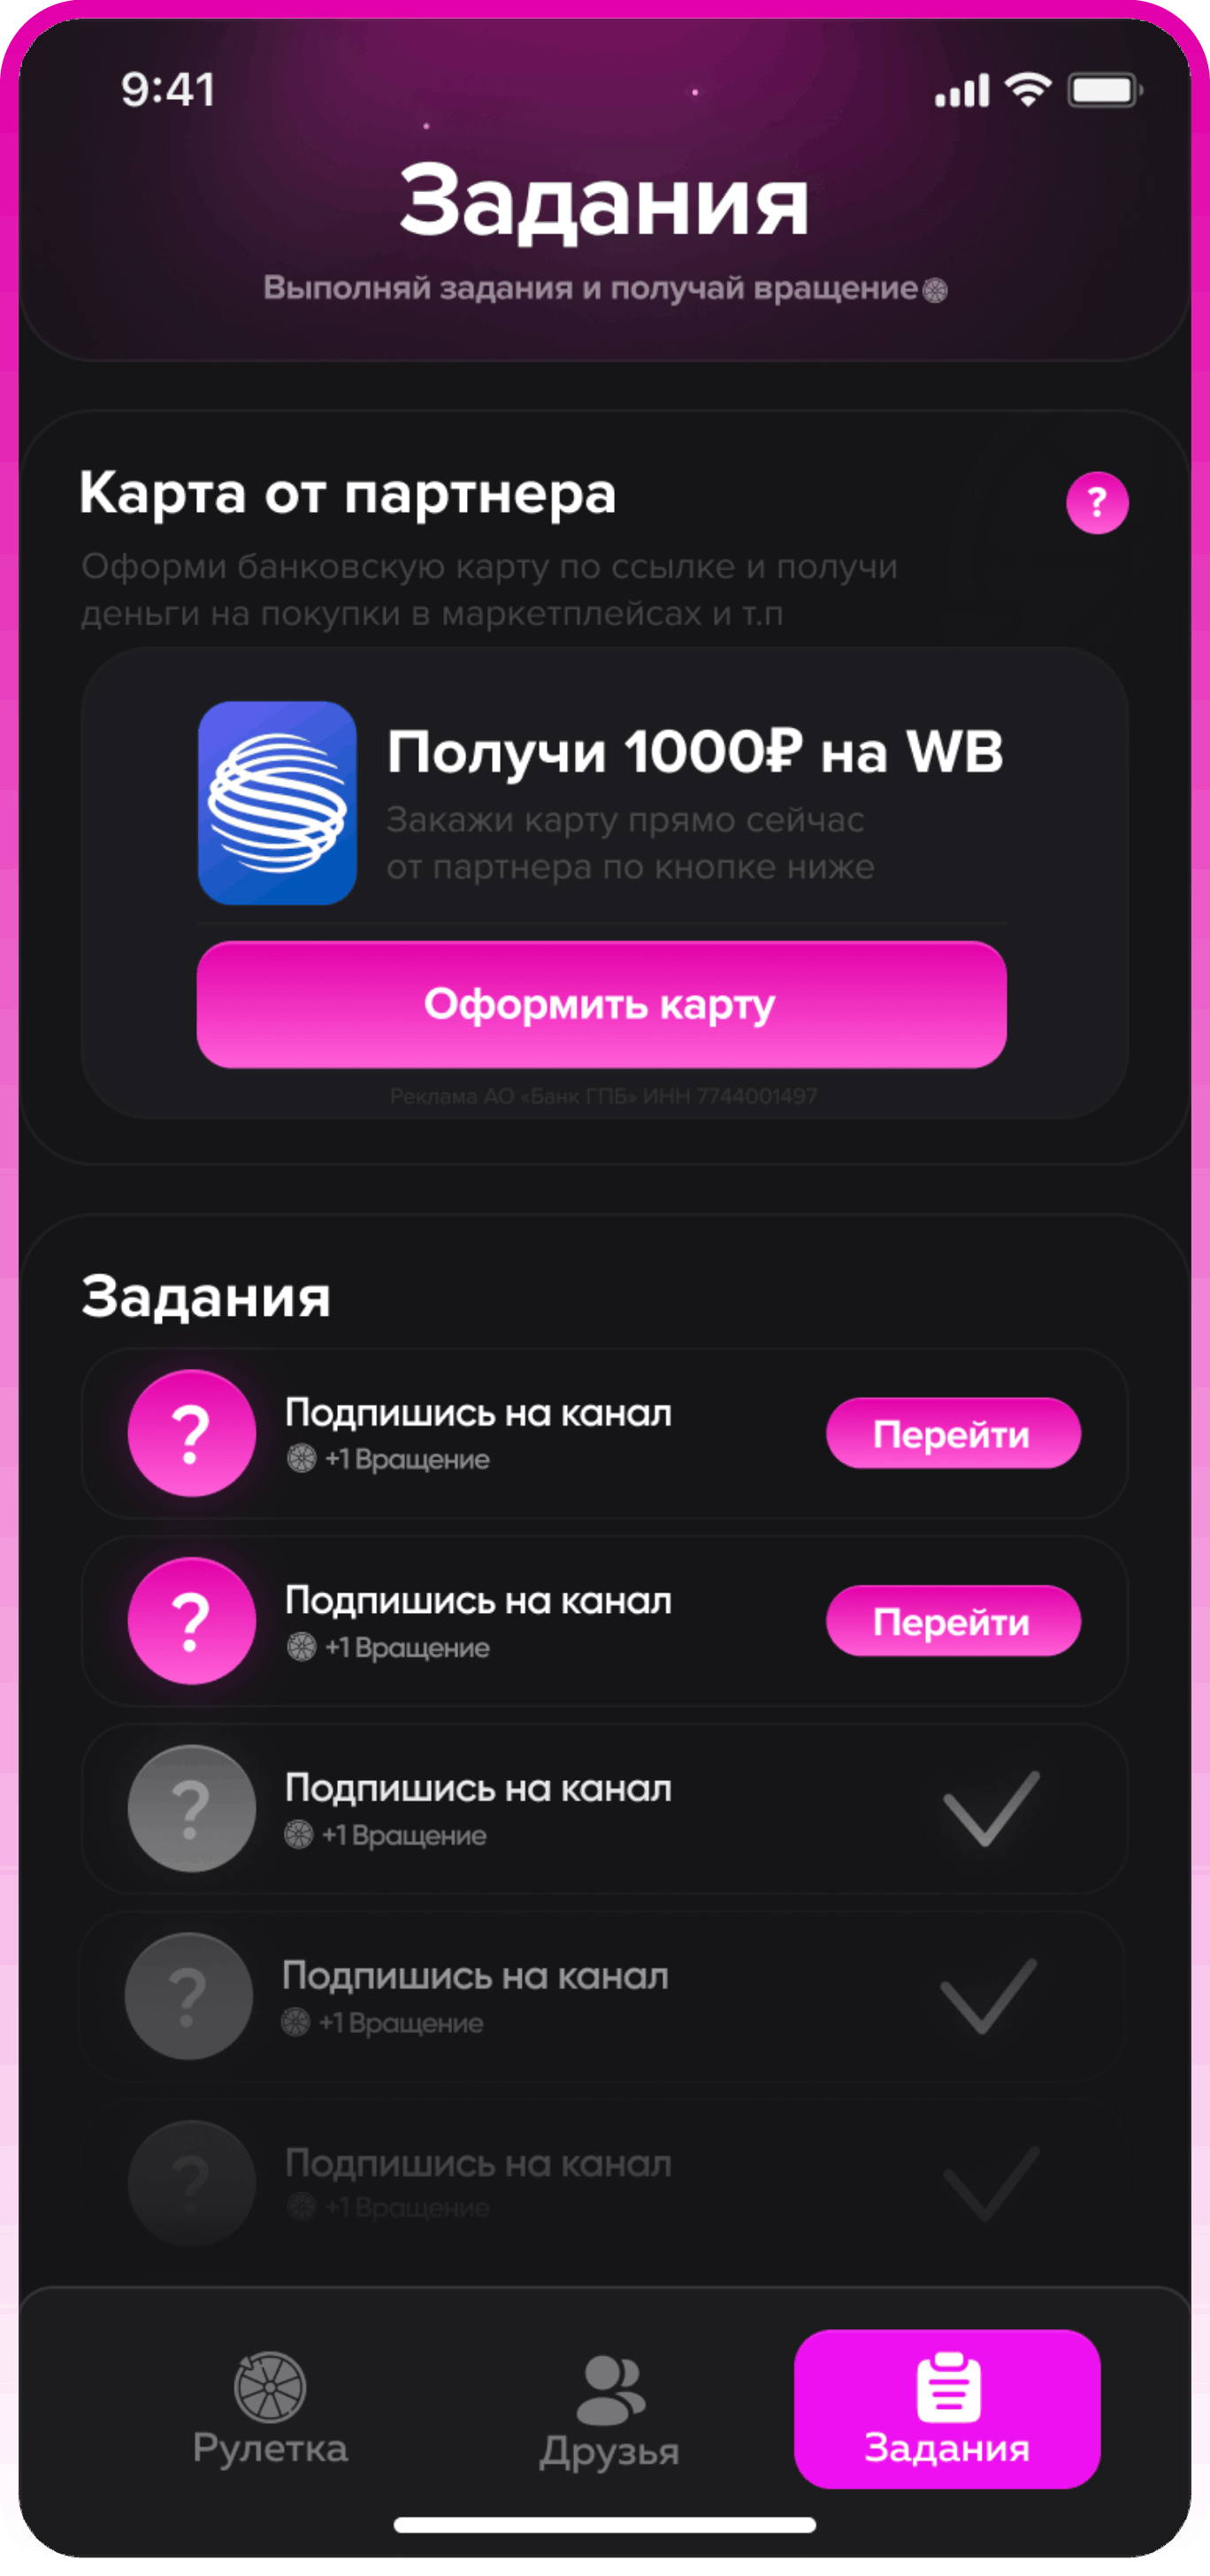 9:41
Задания
Выполняй задания и получай вращение
Карта от партнера
?
Оформи банковскую карту по ссылке и получи
деньги на покупки в маркетплейсах и т.п
Получи 1000₽ на WB
Закажи карту прямо сейчас
от партнера по кнопке ниже
Оформить карту
Реклама АО «Банк ГПБ» ИНН 7744001497
Задания
?
Подпишись на канал
+1 Вращение
Перейти
?
Подпишись на канал
+1 Вращение
Перейти
?
Подпишись на канал
+1 Вращение
?
Подпишись на канал
+1 Вращение
?
Подпишись на канал
+1 Вращение
Рулетка
Друзья
Задания